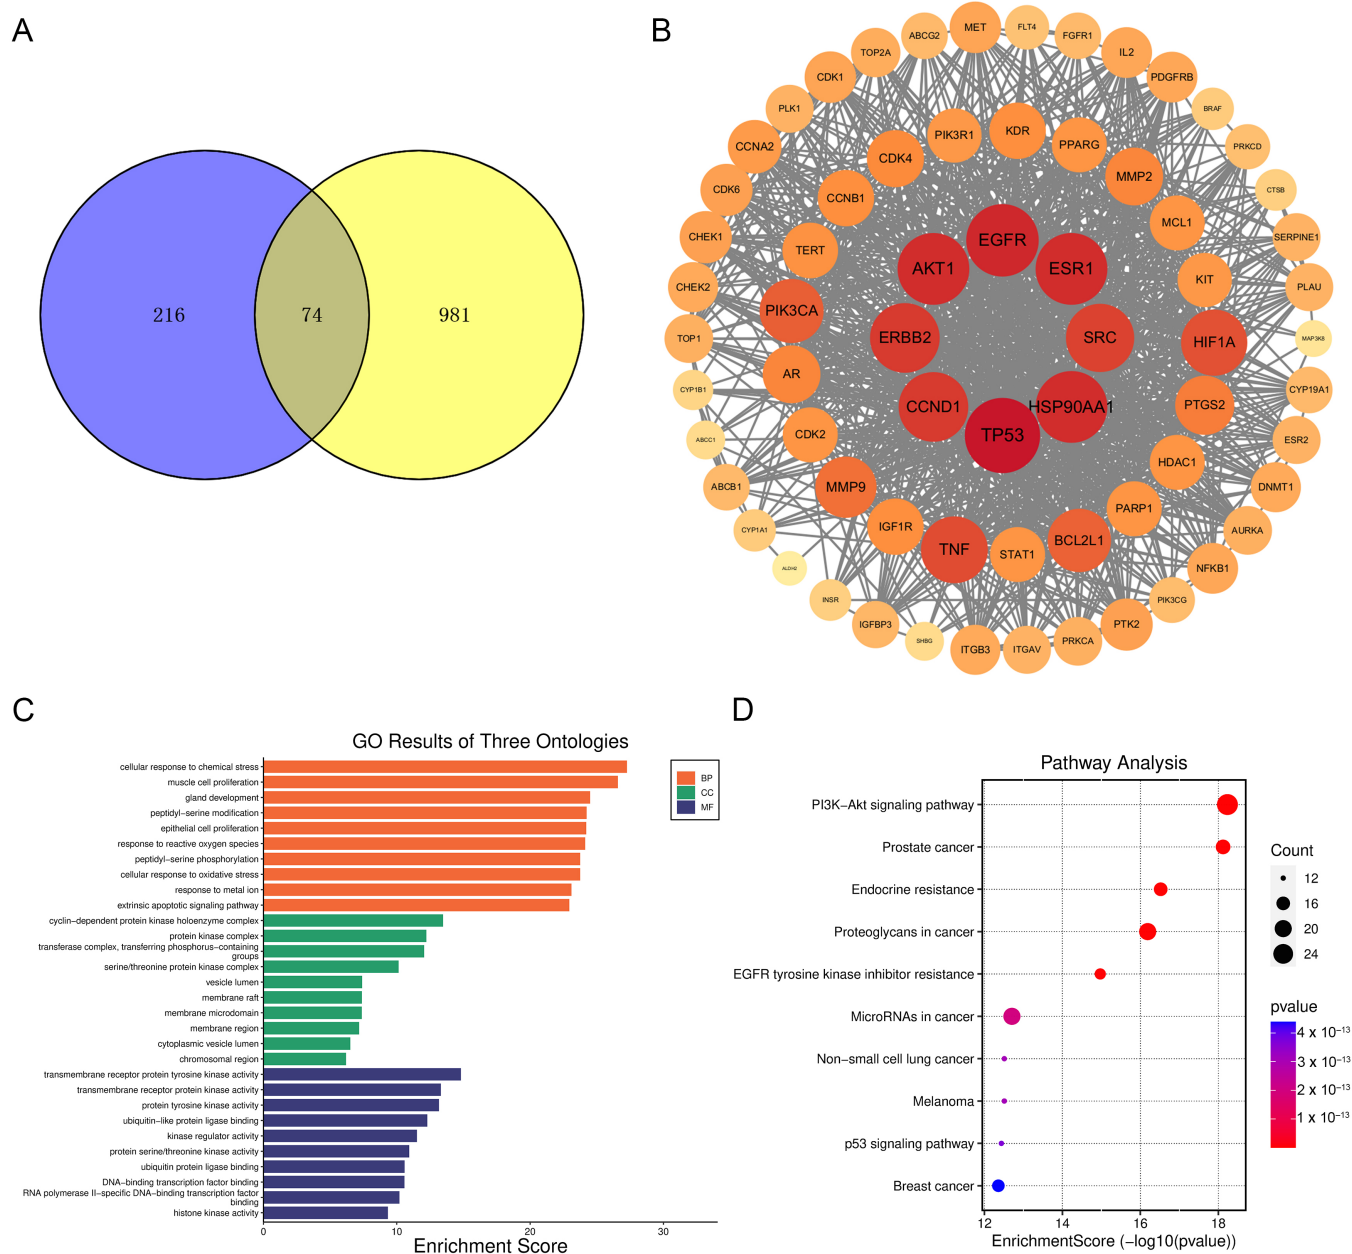 A
216
74
981
B
MET
FLT4
FGFR1
IL2
PDGFRB
BRAF
PRKCD
CTSB
SERPINE1
PLAU
MAP3K8
CYP19A1
ESR2
DNMT1
AURKA
NFKB1
PIK3CG
PTK2
PRKCA
ITGAV
ITGB3
SHBG
IGFBP3
INSR
ALDH2
CYP1A1
ABCB1
ABCC1
CYP1B1
TOP1
CHEK2
CHEK1
CDK6
CCNA2
PLK1
CDK1
TOP2A
ABCG2
KDR
PPARG
MMP2
MCL1
KIT
HIF1A
PTGS2
HDAC1
PARP1
BCL2L1
STAT1
TNF
IGF1R
MMP9
CDK2
AR
PIK3CA
TERT
CCNB1
CDK4
PIK3R1
EGFR
ESR1
SRC
HSP90AA1
TP53
CCND1
ERBB2
AKT1
C
GO Results of Three Ontologies
cellular response to chemical stress
muscle cell proliferation
gland development
peptidyl−serine modification
epithelial cell proliferation
response to reactive oxygen species
peptidyl−serine phosphorylation
cellular response to oxidative stress
response to metal ion
extrinsic apoptotic signaling pathway
cyclin−dependent protein kinase holoenzyme complex
protein kinase complex
transferase complex, transferring phosphorus−containing
groups
serine/threonine protein kinase complex
vesicle lumen
membrane raft
membrane microdomain
membrane region
cytoplasmic vesicle lumen
chromosomal region
transmembrane receptor protein tyrosine kinase activity
transmembrane receptor protein kinase activity
protein tyrosine kinase activity
ubiquitin−like protein ligase binding
kinase regulator activity
protein serine/threonine kinase activity
ubiquitin protein ligase binding
DNA−binding transcription factor binding
RNA polymerase II−specific DNA−binding transcription factor
binding
histone kinase activity
0 10 20 30
Enrichment Score
BP
CC
MF
D
Pathway Analysis
PI3K−Akt signaling pathway
Prostate cancer
Endocrine resistance
Proteoglycans in cancer
EGFR tyrosine kinase inhibitor resistance
MicroRNAs in cancer
Non−small cell lung cancer
Melanoma
p53 signaling pathway
Breast cancer
12 14 16 18
EnrichmentScore (−log10(pvalue))
Count
12
16
20
24
pvalue
4 x 10⁻¹³
3 x 10⁻¹³
2 x 10⁻¹³
1 x 10⁻¹³